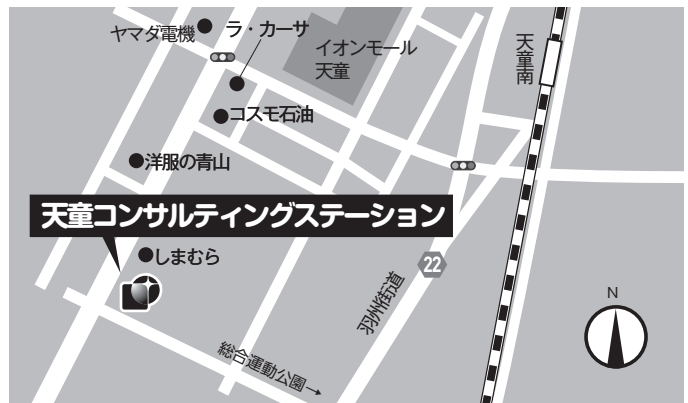 ヤマダ電機
ラ・カーサ
イオンモール
天童
天童南
コスモ石油
洋服の青山
天童コンサルティングステーション
しまむら
22
羽州街道
N
総合運動公園→